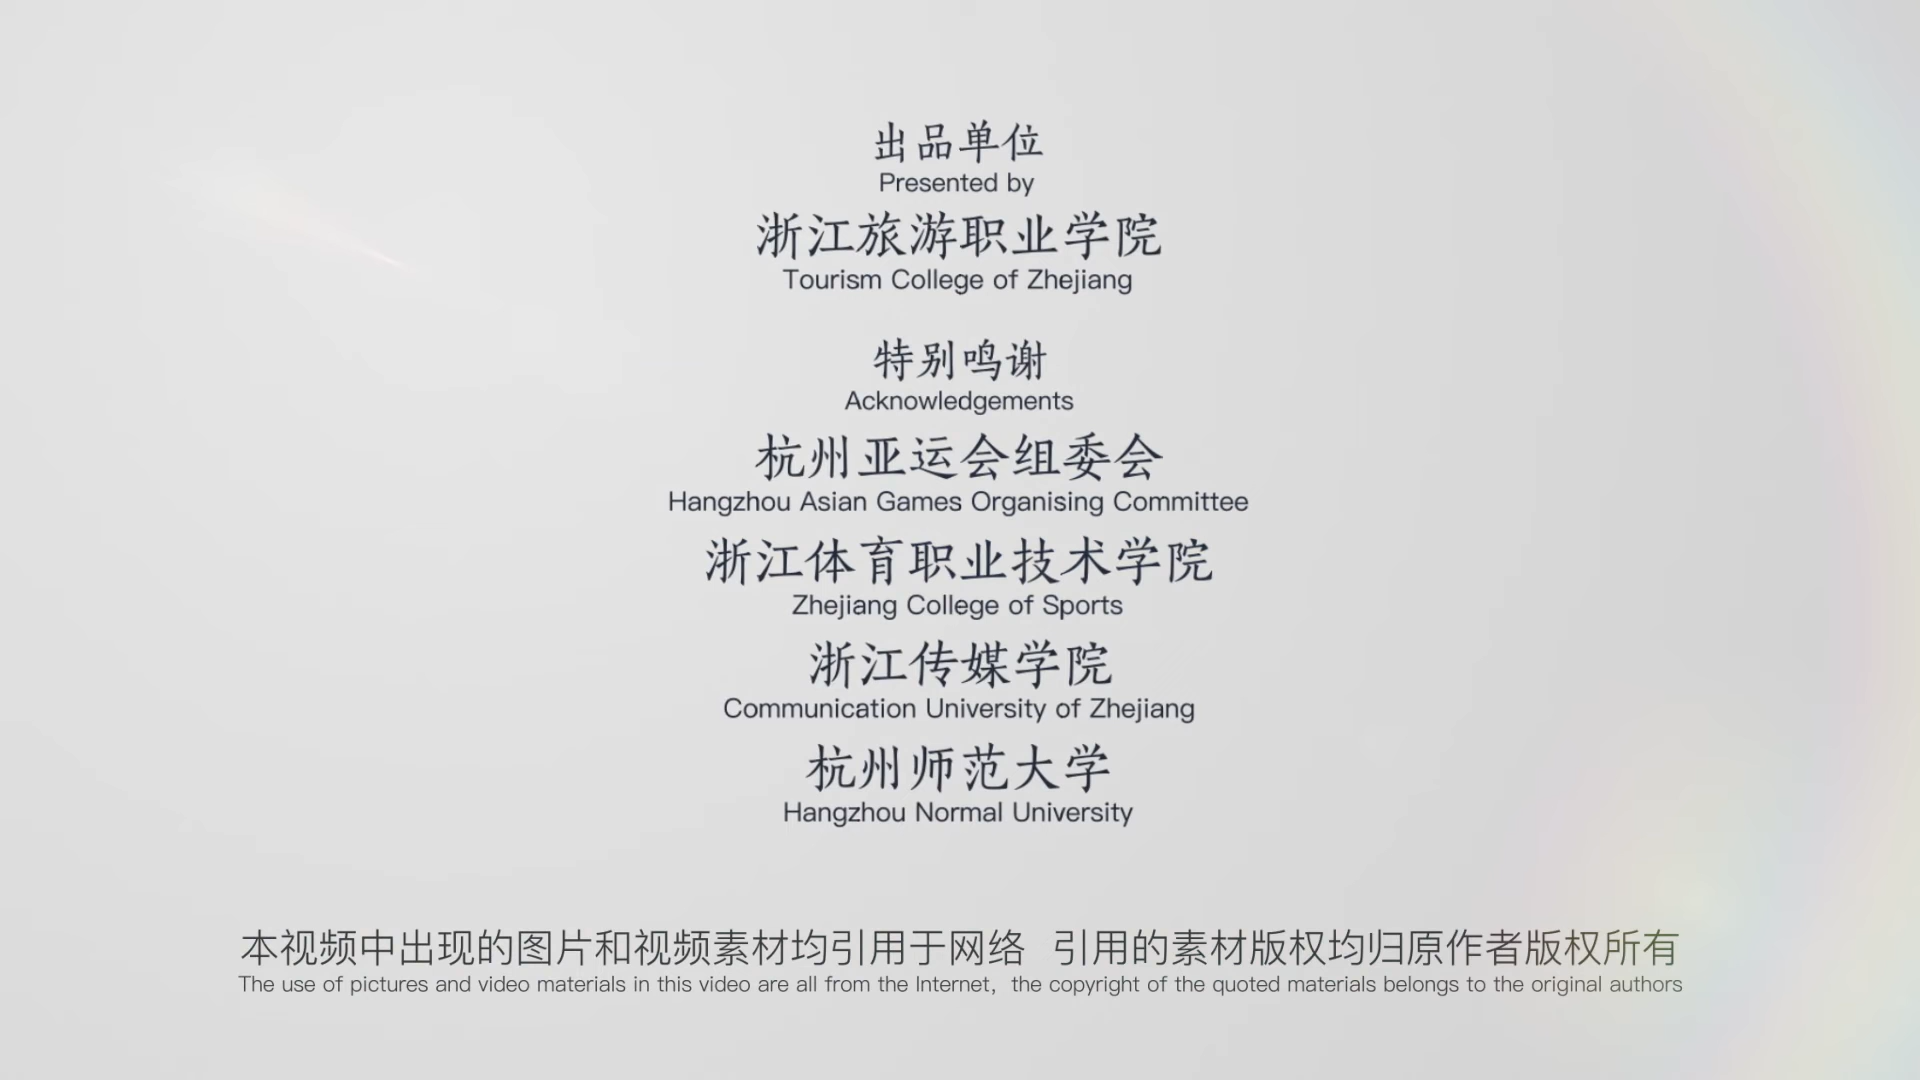 出品单位
Presented by
浙江旅游职业学院
Tourism College of Zhejiang
特别鸣谢
Acknowledgements
杭州亚运会组委会
Hangzhou Asian Games Organising Committee
浙江体育职业技术学院
Zhejiang College of Sports
浙江传媒学院
Communication University of Zhejiang
杭州师范大学
Hangzhou Normal University
本视频中出现的图片和视频素材均引用于网络 引用的素材版权均归原作者版权所有
The use of pictures and video materials in this video are all from the Internet，the copyright of the quoted materials belongs to the original authors